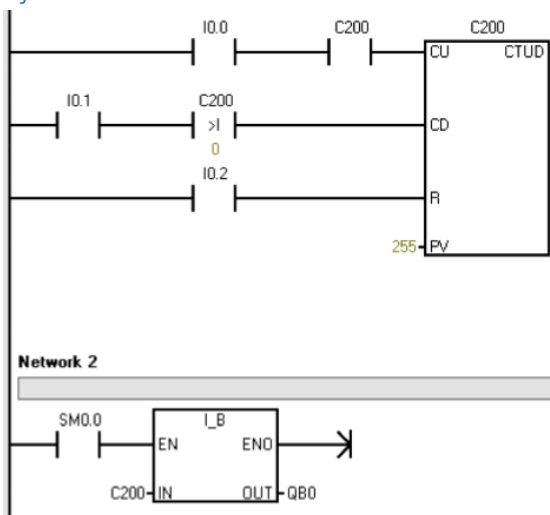 I0.0 C200 C200
CU CTUD
I0.1 C200
>I CD
0
I0.2
R
255 PV
Network 2
SM0.0 I_B
EN ENO
C200 IN OUT QB0